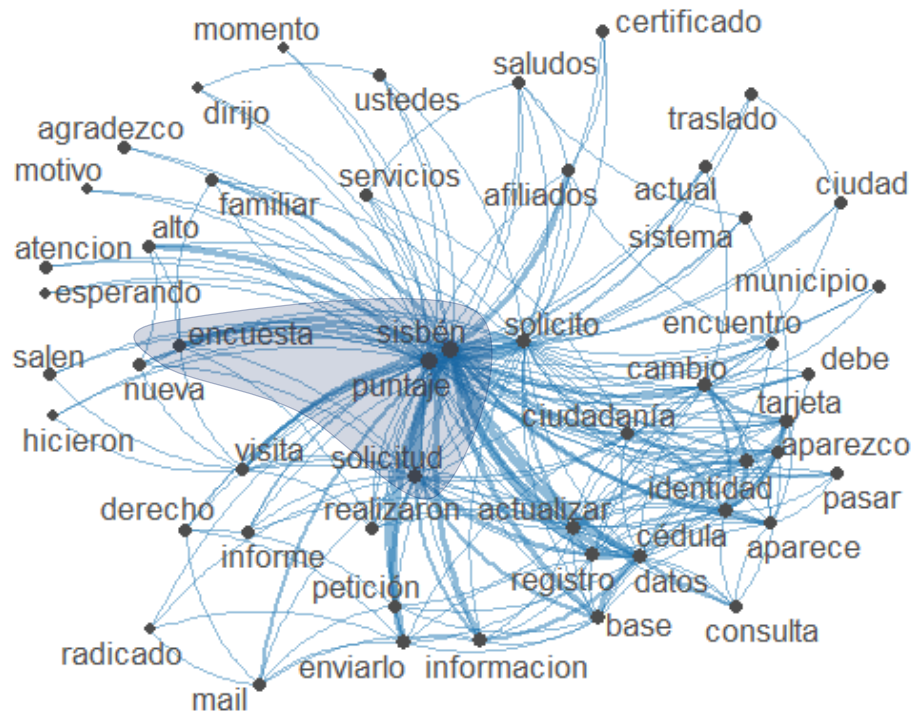 momento
certificado
saludos
dirijo
ustedes
traslado
agradezco
motivo
familiar
servicios
afiliados
actual
ciudad
alto
sistema
atencion
esperando
municipio
encuesta
sisbén
solicito
encuentro
salen
nueva
puntaje
cambio
debe
hicieron
ciudadanía
tarjeta
visita
solicitud
aparezco
identidad
pasar
derecho
realizaron
actualizar
cédula
informe
aparece
petición
registro
datos
radicado
enviarlo
informacion
base
consulta
mail